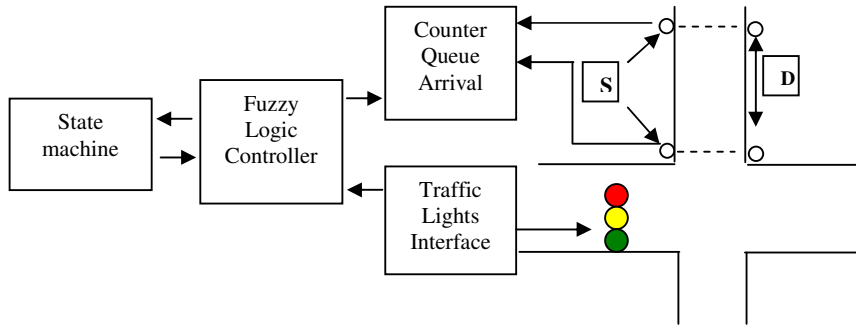 Counter
Queue
Arrival
S
D
State
machine
Fuzzy
Logic
Controller
Traffic
Lights
Interface